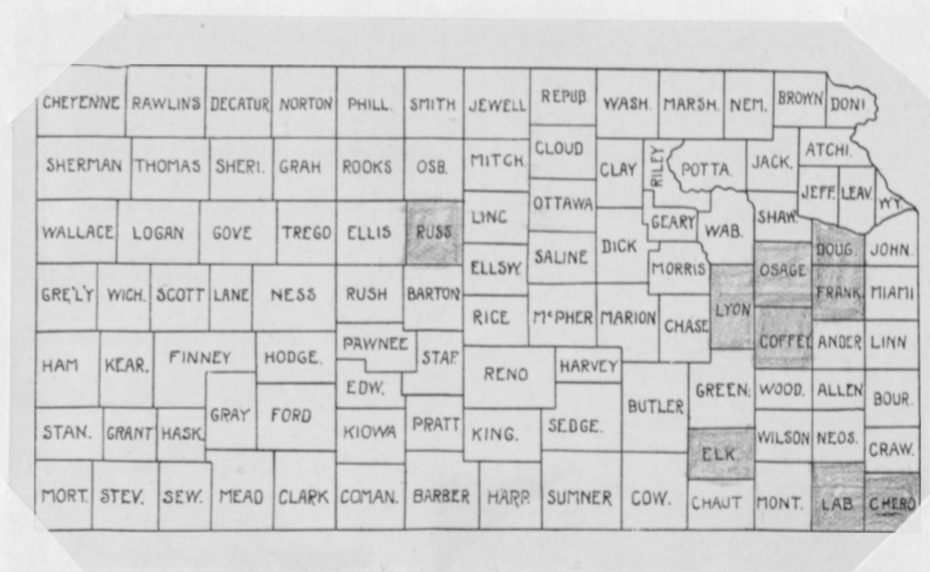 CHEYENNE RAWLINS DECATUR NORTON PHILL. SMITH JEWELL REPUB WASH. MARSH. NEM. BROWN DONI
SHERMAN THOMAS SHERI. GRAH ROOKS OSB. MITCH. CLOUD CLAY RILEY POTTA. JACK. ATCHI.
JEFF. LEAV. WY.
WALLACE LOGAN GOVE TREGO ELLIS RUSS. LINC OTTAWA DICK GEARY WAB. SHAW. DOUG. JOHN.
ELLSW. SALINE MORRIS OSAGE
GRE'LY WICH. SCOTT LANE NESS RUSH BARTON RICE McPHER MARION CHASE LYON FRANK. MIAMI
HAM KEAR. FINNEY HODGE. PAWNEE STAF. RENO HARVEY COFFEE ANDER LINN
EDW. BUTLER GREEN. WOOD. ALLEN BOUR.
STAN. GRANT HASK. GRAY FORD KIOWA PRATT KING. SEDGE. ELK. WILSON NEOS. CRAW.
MORT. STEV. SEW. MEAD CLARK COMAN. BARBER HARP. SUMNER COW. CHAUT MONT. LAB. CHERO